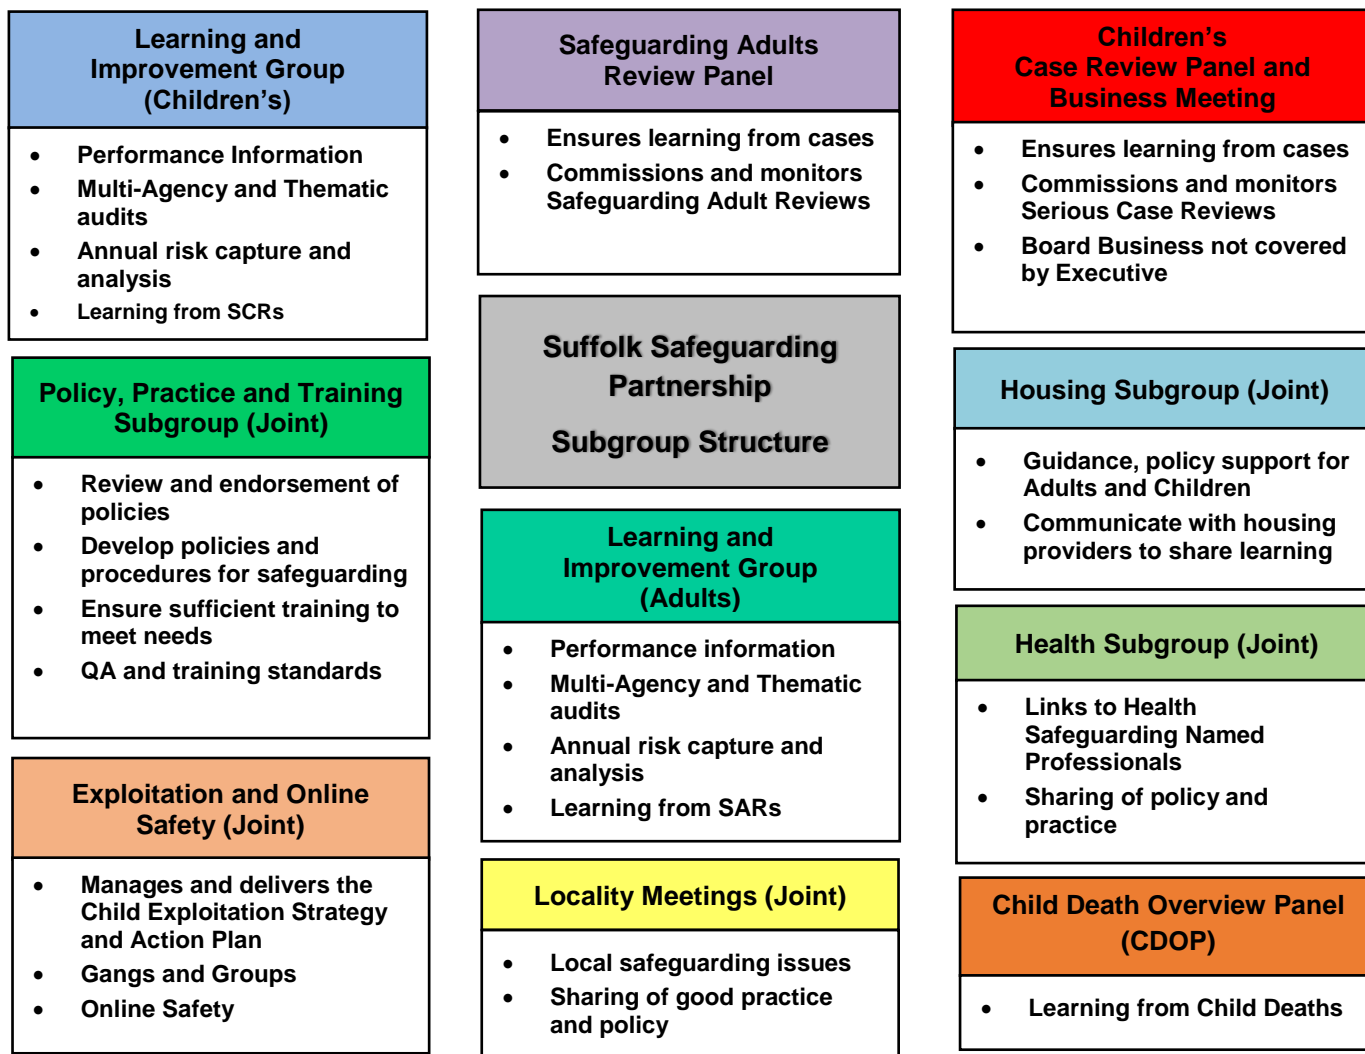 Learning and
Improvement Group
(Children's)
• Performance Information
• Multi-Agency and Thematic
audits
• Annual risk capture and
analysis
• Learning from SCRs
Policy, Practice and Training
Subgroup (Joint)
• Review and endorsement of
policies
• Develop policies and
procedures for safeguarding
• Ensure sufficient training to
meet needs
• QA and training standards
Exploitation and Online
Safety (Joint)
• Manages and delivers the
Child Exploitation Strategy
and Action Plan
• Gangs and Groups
• Online Safety
Safeguarding Adults
Review Panel
• Ensures learning from cases
• Commissions and monitors
Safeguarding Adult Reviews
Suffolk Safeguarding
Partnership
Subgroup Structure
Learning and
Improvement Group
(Adults)
• Performance information
• Multi-Agency and Thematic
audits
• Annual risk capture and
analysis
• Learning from SARs
Locality Meetings (Joint)
• Local safeguarding issues
• Sharing of good practice
and policy
Children's
Case Review Panel and
Business Meeting
• Ensures learning from cases
• Commissions and monitors
Serious Case Reviews
• Board Business not covered
by Executive
Housing Subgroup (Joint)
• Guidance, policy support for
Adults and Children
• Communicate with housing
providers to share learning
Health Subgroup (Joint)
• Links to Health
Safeguarding Named
Professionals
• Sharing of policy and
practice
Child Death Overview Panel
(CDOP)
• Learning from Child Deaths